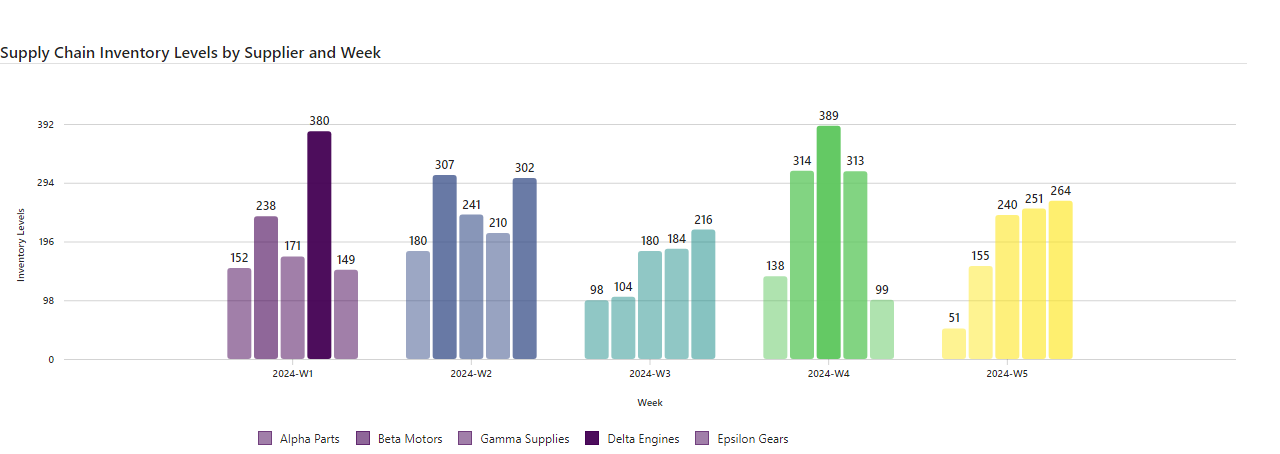 Supply Chain Inventory Levels by Supplier and Week
392
294
196
98
0
Inventory Levels
152
238
171
380
149
180
307
241
210
302
98
104
180
184
216
138
314
389
313
99
51
155
240
251
264
2024-W1
2024-W2
2024-W3
2024-W4
2024-W5
Week
Alpha Parts
Beta Motors
Gamma Supplies
Delta Engines
Epsilon Gears